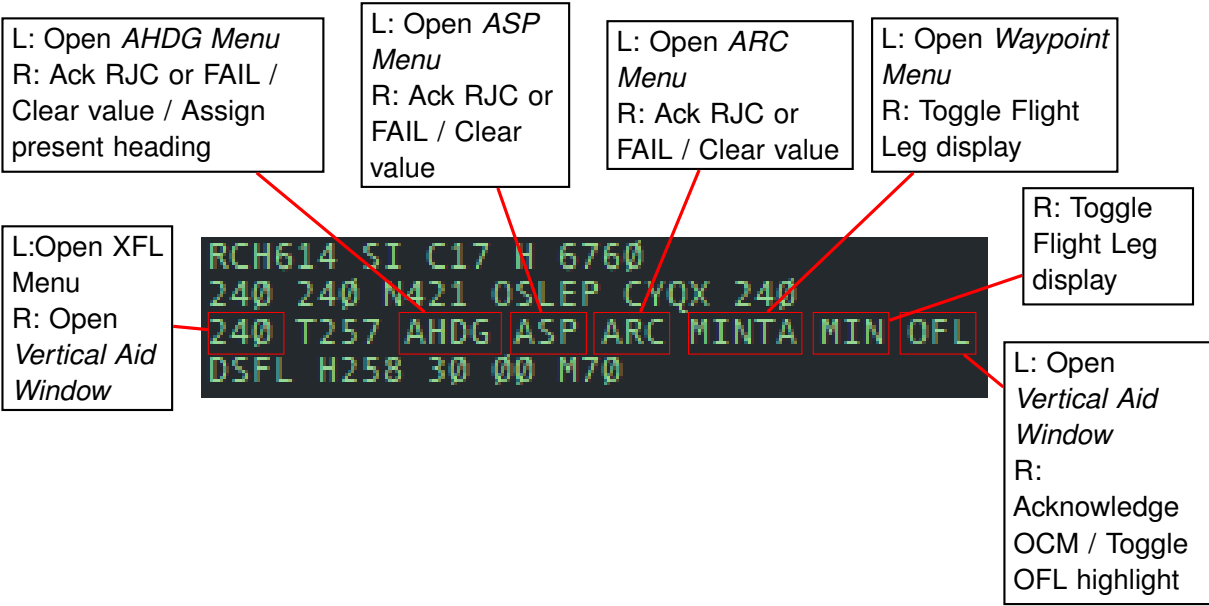 L: Open AHDG Menu
R: Ack RJC or FAIL /
Clear value / Assign
present heading
L: Open ASP
Menu
R: Ack RJC or
FAIL / Clear
value
L: Open ARC
Menu
R: Ack RJC or
FAIL / Clear value
L: Open Waypoint
Menu
R: Toggle Flight
Leg display
R: Toggle
Flight Leg
display
L:Open XFL
Menu
R: Open
Vertical Aid
Window
RCH614 SI C17 H 6760
240 240 N421 OSLEP CYQX 240
240 T257 AHDG ASP ARC MINTA MIN OFL
DSFL H258 30 00 M70
L: Open
Vertical Aid
Window
R:
Acknowledge
OCM / Toggle
OFL highlight